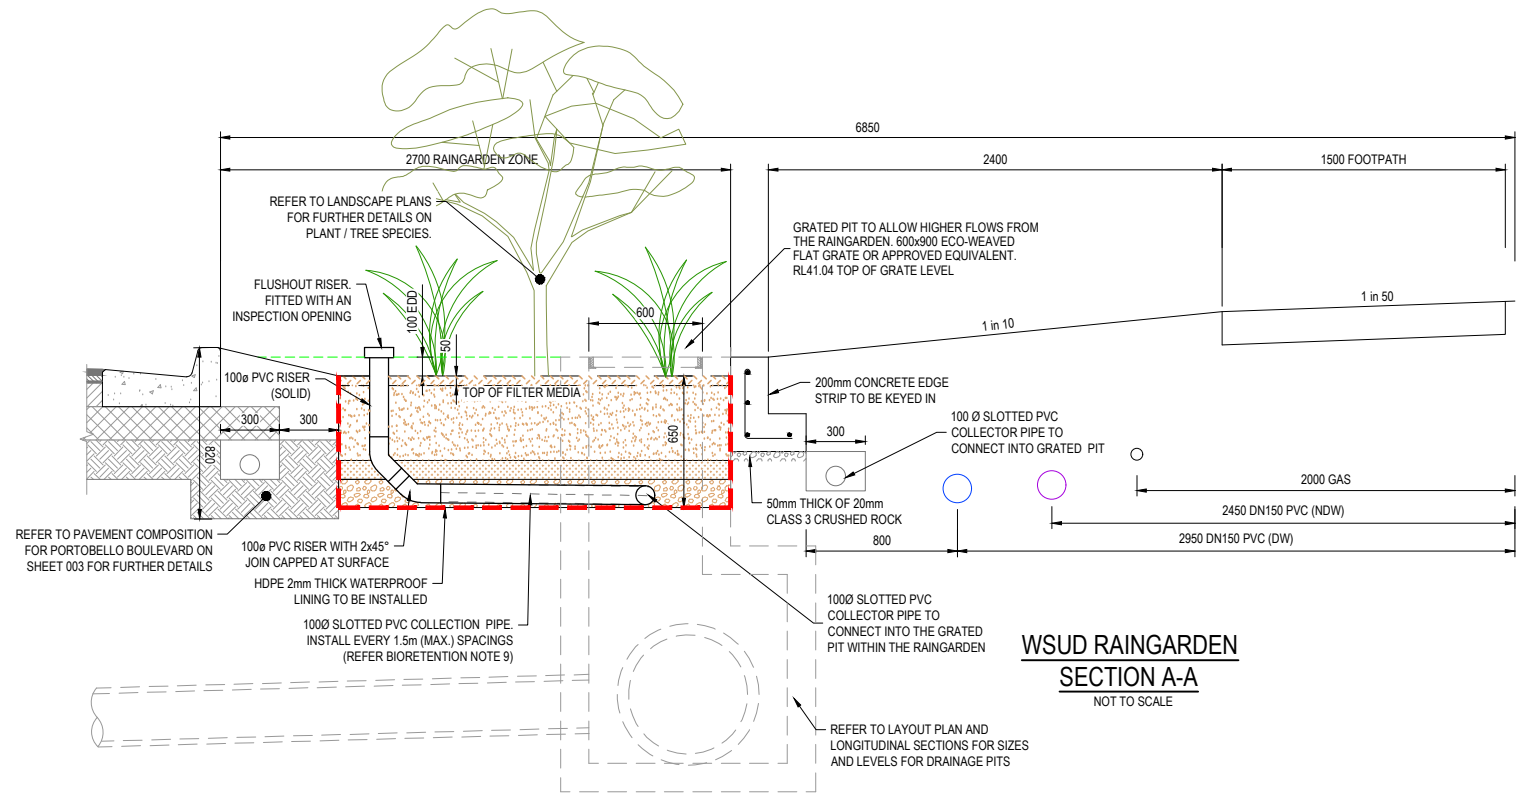 6850
2700 RAINGARDEN ZONE
2400
1500 FOOTPATH
REFER TO LANDSCAPE PLANS
FOR FURTHER DETAILS ON
PLANT / TREE SPECIES.
GRATED PIT TO ALLOW HIGHER FLOWS FROM
THE RAINGARDEN. 600x900 ECO-WEAVED
FLAT GRATE OR APPROVED EQUIVALENT.
RL41.04 TOP OF GRATE LEVEL
FLUSHOUT RISER.
FITTED WITH AN
INSPECTION OPENING
100 EDD
50
600
1 in 10
1 in 50
100ø PVC RISER
(SOLID)
TOP OF FILTER MEDIA
200mm CONCRETE EDGE
STRIP TO BE KEYED IN
300
300
820
650
300
100 Ø SLOTTED PVC
COLLECTOR PIPE TO
CONNECT INTO GRATED PIT
50mm THICK OF 20mm
CLASS 3 CRUSHED ROCK
2000 GAS
2450 DN150 PVC (NDW)
800
2950 DN150 PVC (DW)
REFER TO PAVEMENT COMPOSITION
FOR PORTOBELLO BOULEVARD ON
SHEET 003 FOR FURTHER DETAILS
100ø PVC RISER WITH 2x45°
JOIN CAPPED AT SURFACE
HDPE 2mm THICK WATERPROOF
LINING TO BE INSTALLED
100Ø SLOTTED PVC COLLECTION PIPE.
INSTALL EVERY 1.5m (MAX.) SPACINGS
(REFER BIORETENTION NOTE 9)
100Ø SLOTTED PVC
COLLECTOR PIPE TO
CONNECT INTO THE GRATED
PIT WITHIN THE RAINGARDEN
WSUD RAINGARDEN
SECTION A-A
NOT TO SCALE
REFER TO LAYOUT PLAN AND
LONGITUDINAL SECTIONS FOR SIZES
AND LEVELS FOR DRAINAGE PITS